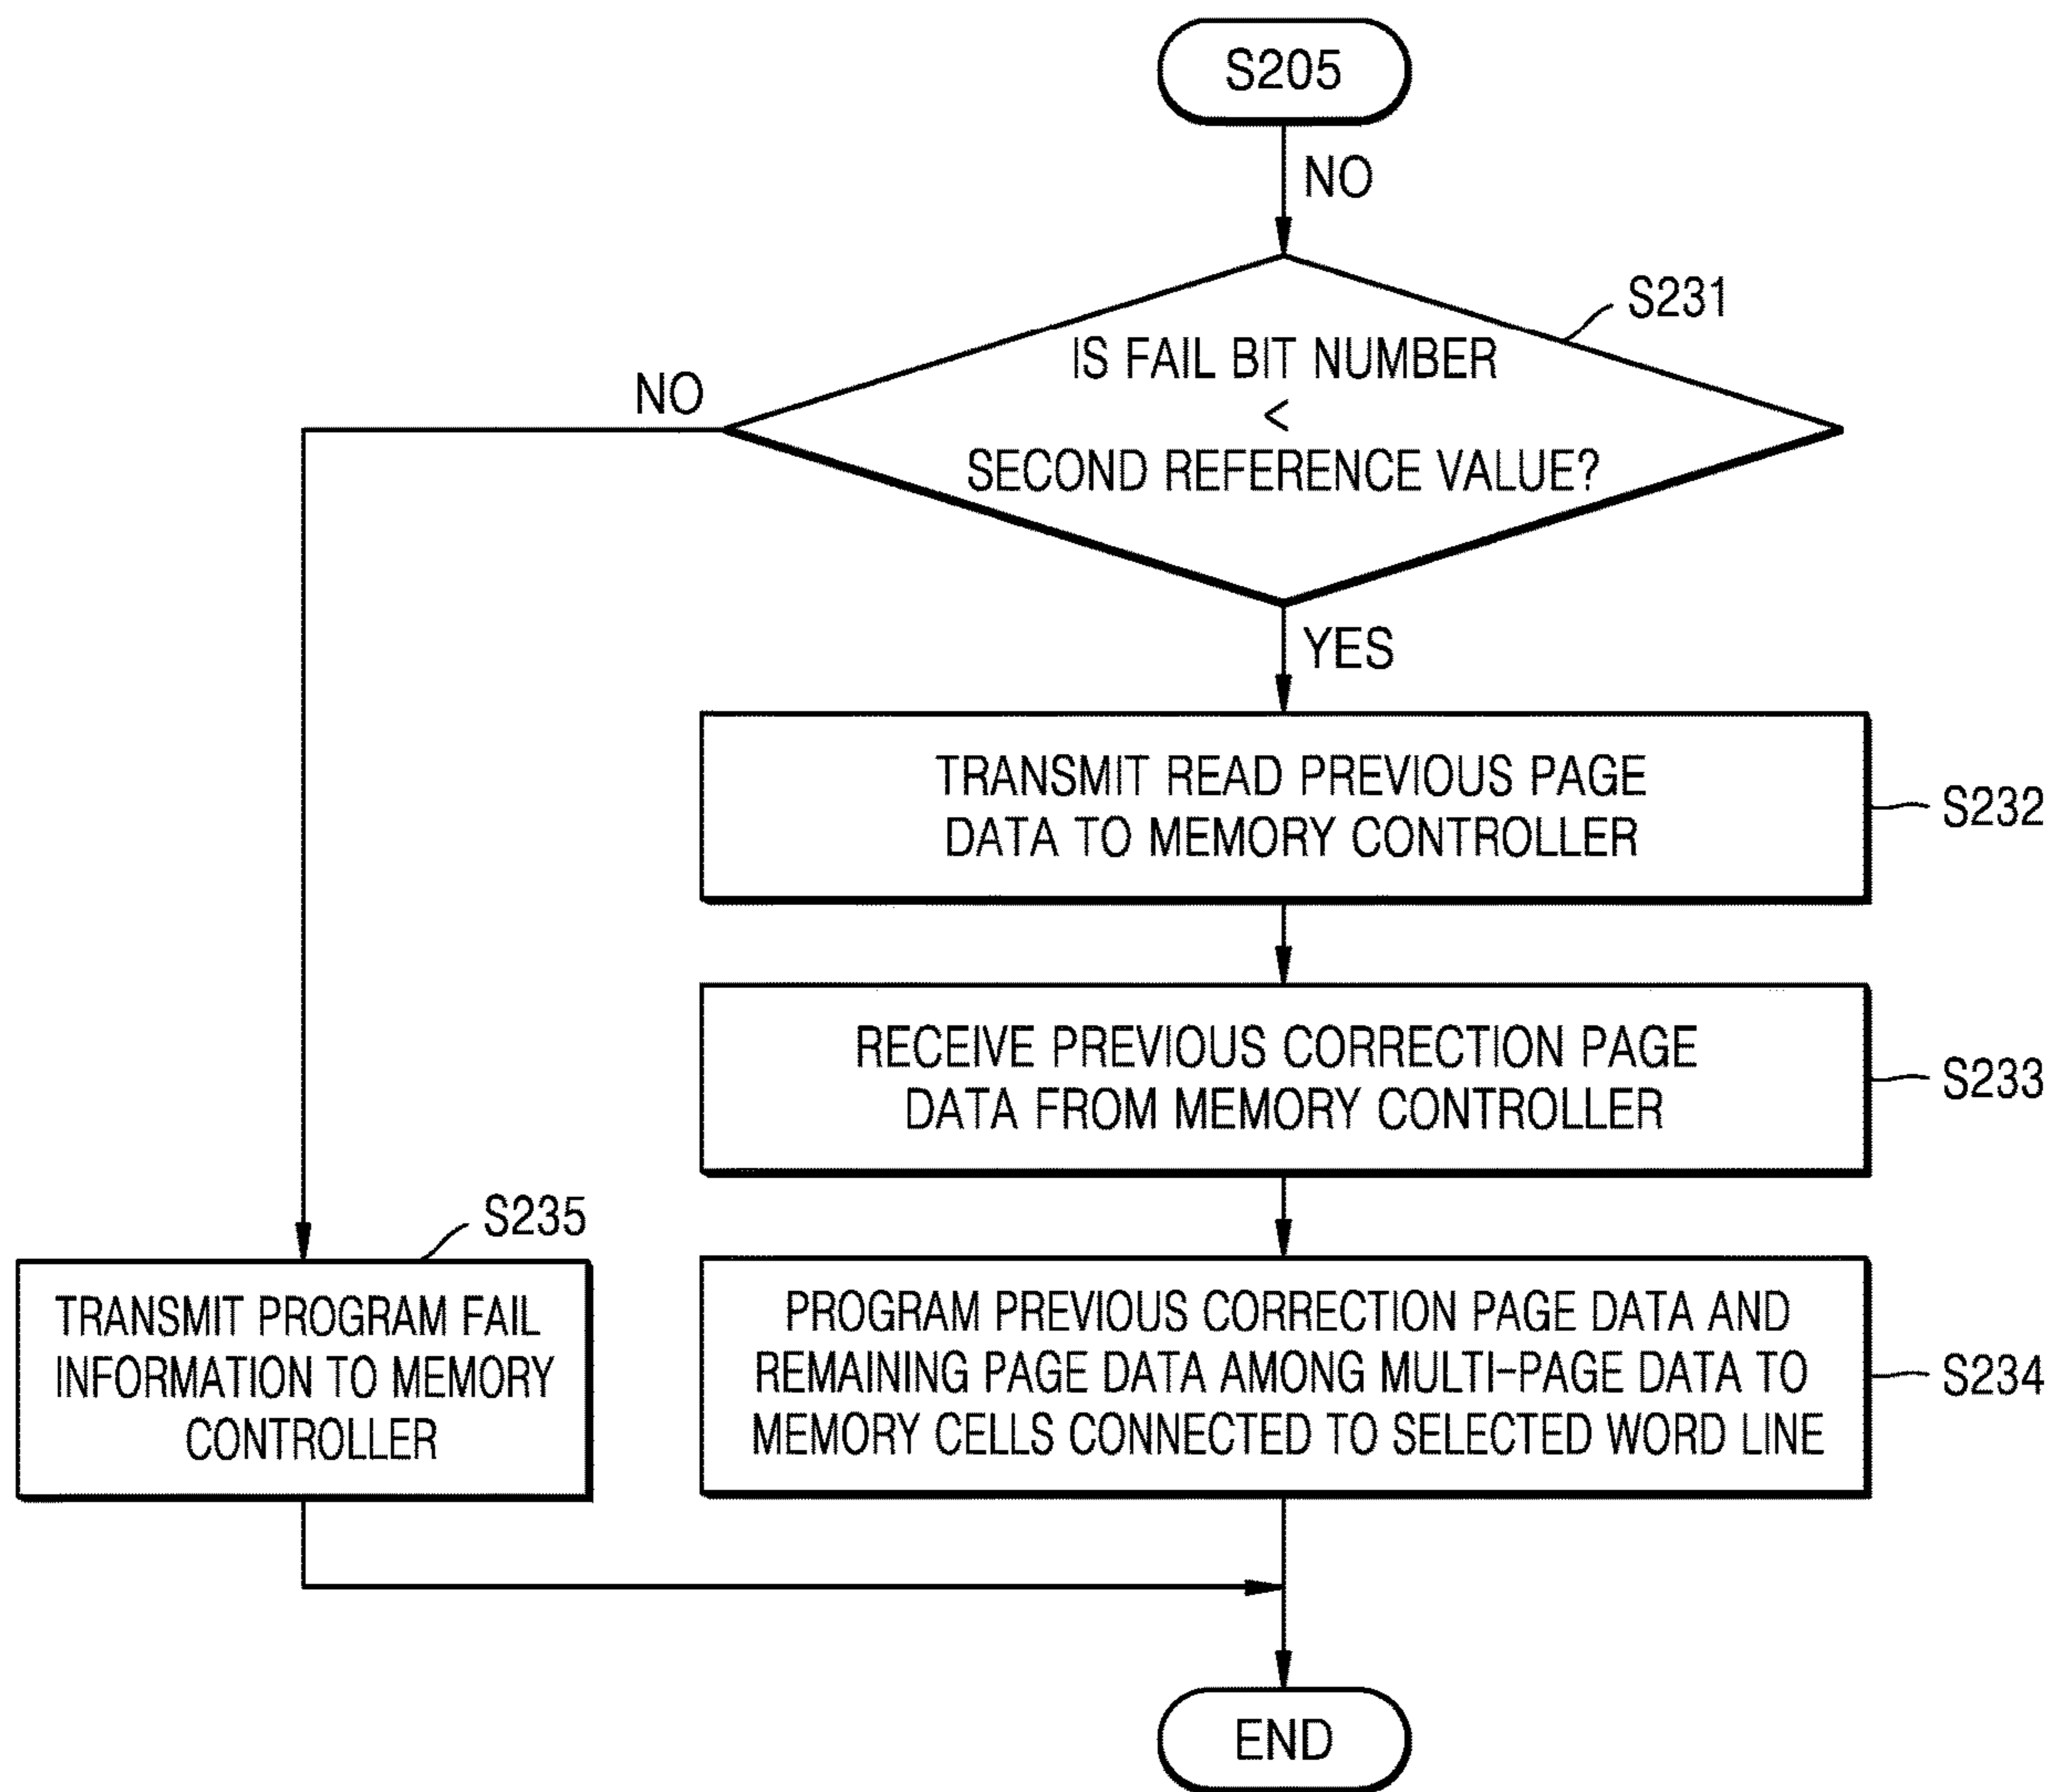 S205
NO
S231
IS FAIL BIT NUMBER
<
SECOND REFERENCE VALUE?
NO
YES
TRANSMIT READ PREVIOUS PAGE
DATA TO MEMORY CONTROLLER
S232
RECEIVE PREVIOUS CORRECTION PAGE
DATA FROM MEMORY CONTROLLER
S233
S235
TRANSMIT PROGRAM FAIL
INFORMATION TO MEMORY
CONTROLLER
PROGRAM PREVIOUS CORRECTION PAGE DATA AND
REMAINING PAGE DATA AMONG MULTI-PAGE DATA TO
MEMORY CELLS CONNECTED TO SELECTED WORD LINE
S234
END